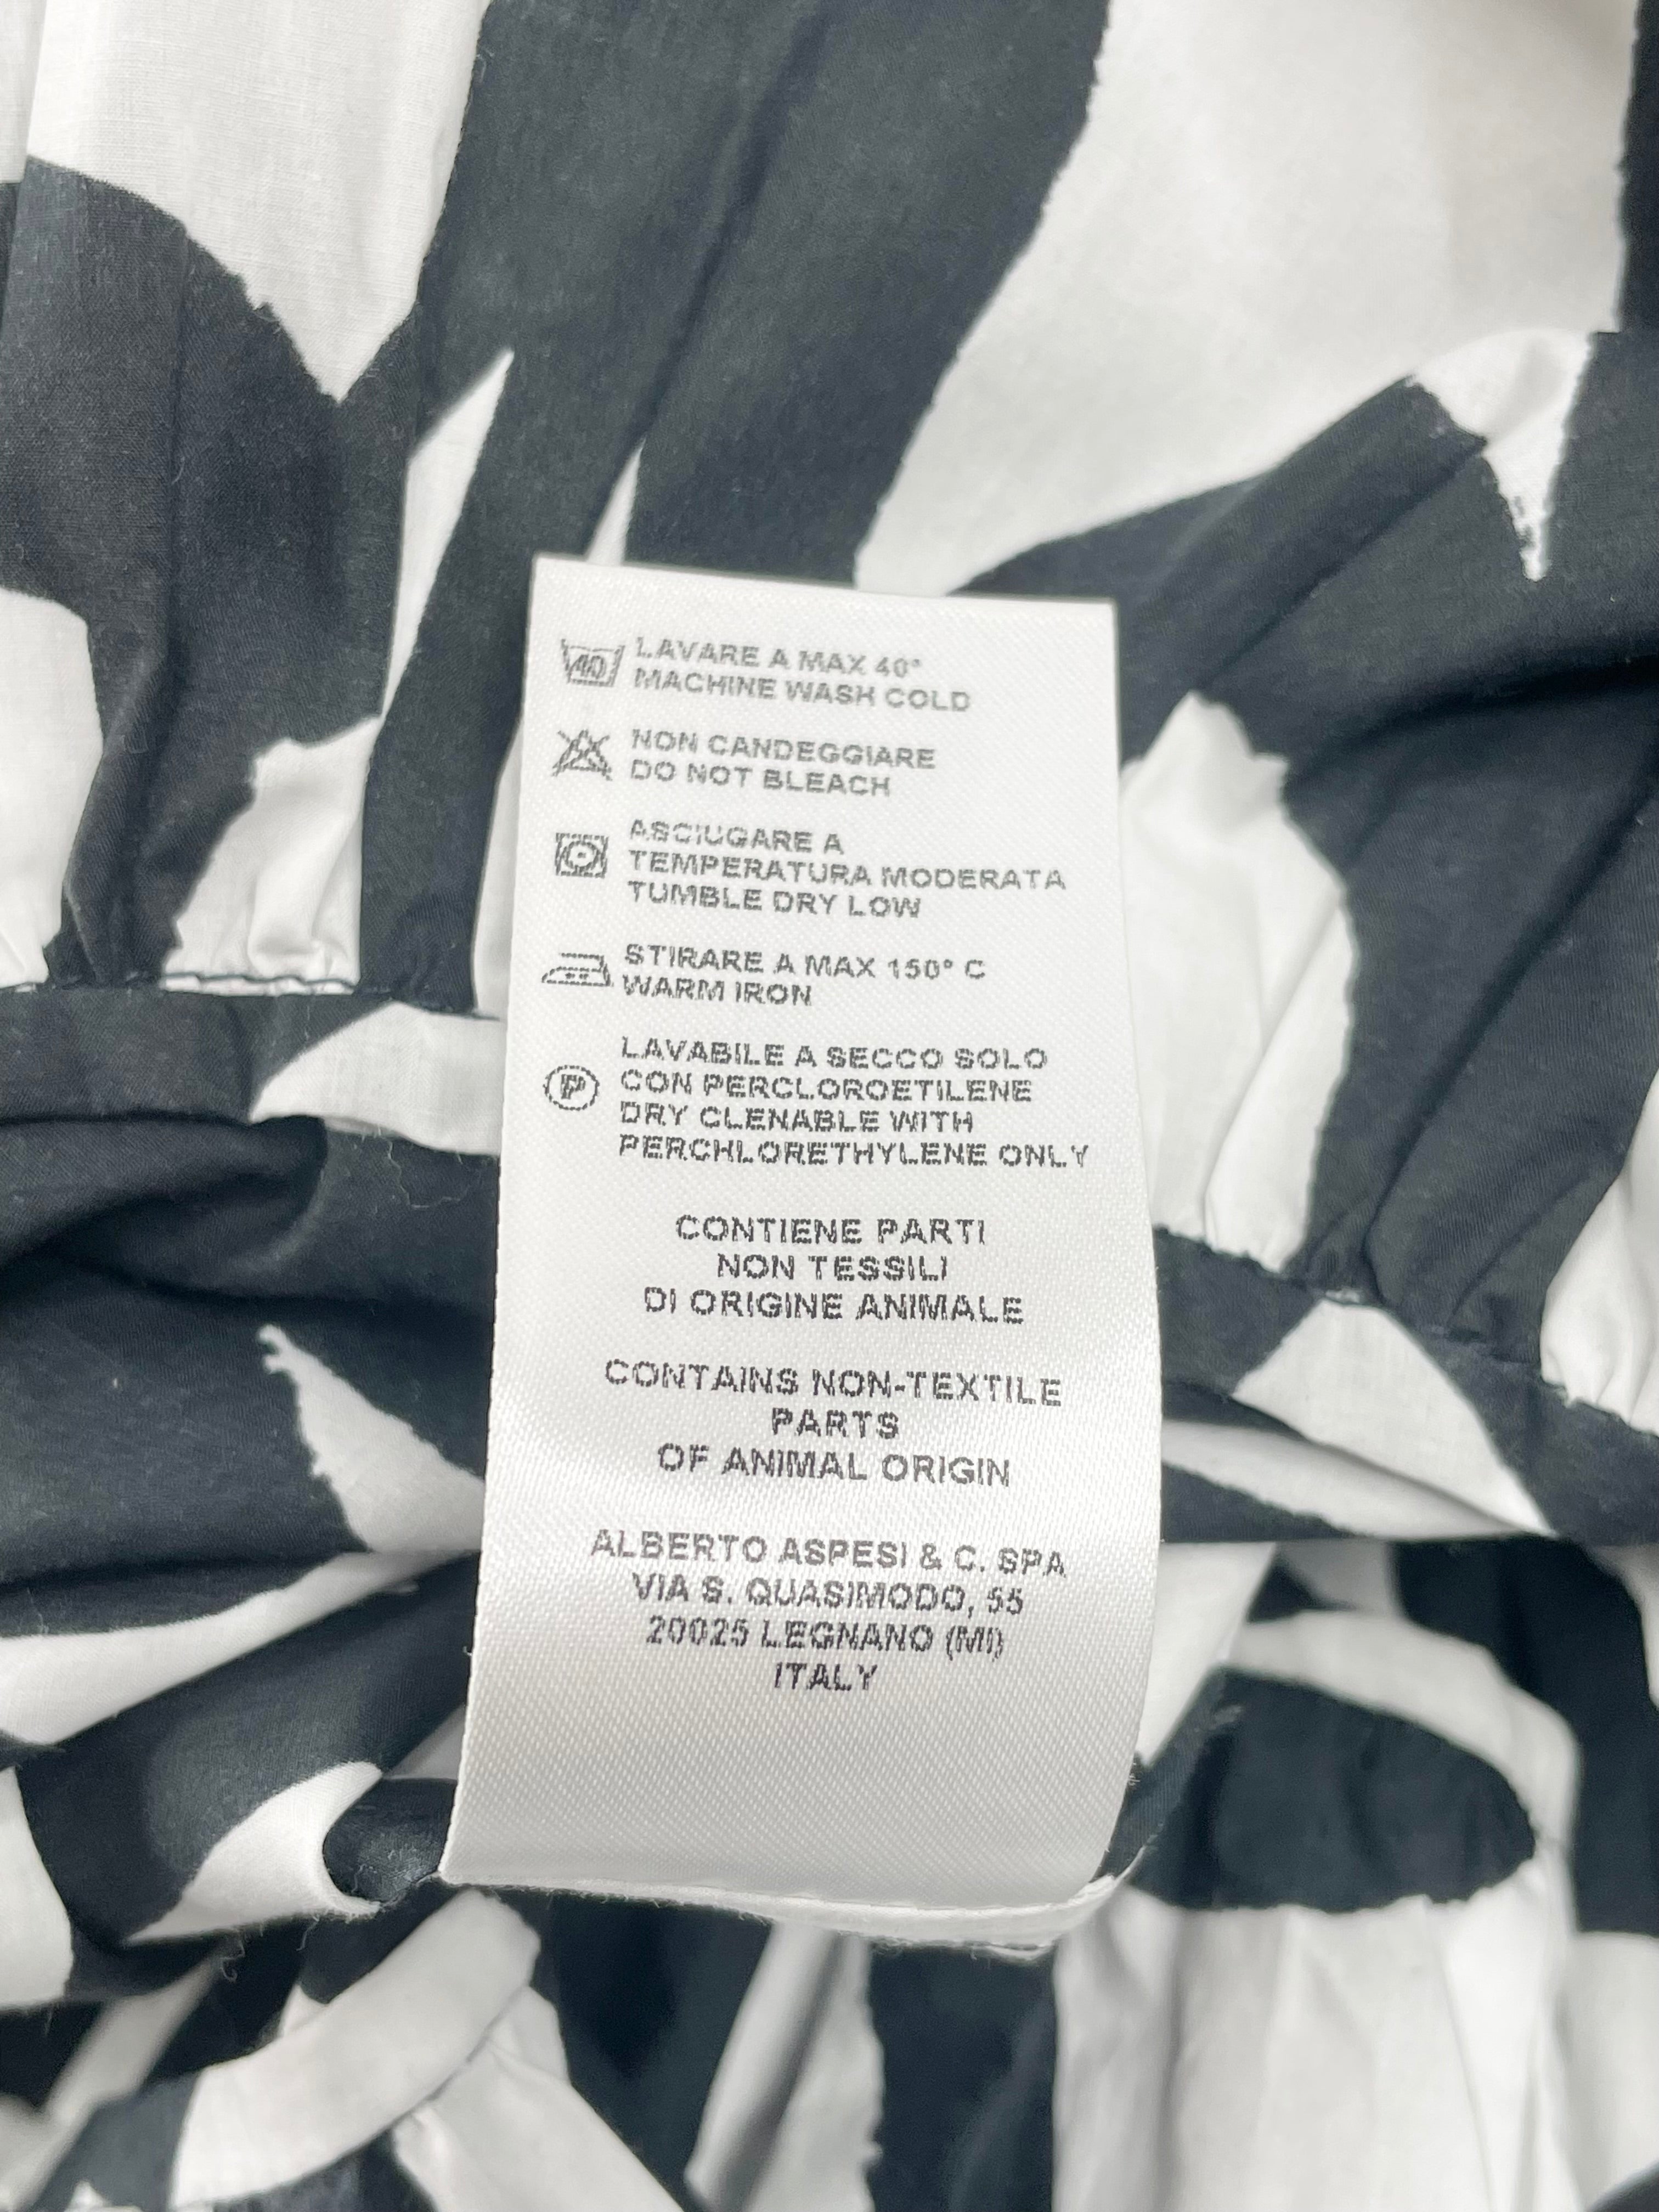 40 LAVARE A MAX 40°
MACHINE WASH COLD
NON CANDEGGIARE
DO NOT BLEACH
ASCIUGARE A
TEMPERATURA MODERATA
TUMBLE DRY LOW
STIRARE A MAX 150° C
WARM IRON
LAVABILE A SECCO SOLO
CON PERCLOROETILENE
P DRY CLENABLE WITH
PERCHLORETHYLENE ONLY
CONTIENE PARTI
NON TESSILI
DI ORIGINE ANIMALE
CONTAINS NON-TEXTILE
PARTS
OF ANIMAL ORIGIN
ALBERTO ASPESI & C. SPA
VIA S. QUASIMODO, 55
20025 LEGNANO (MI)
ITALY